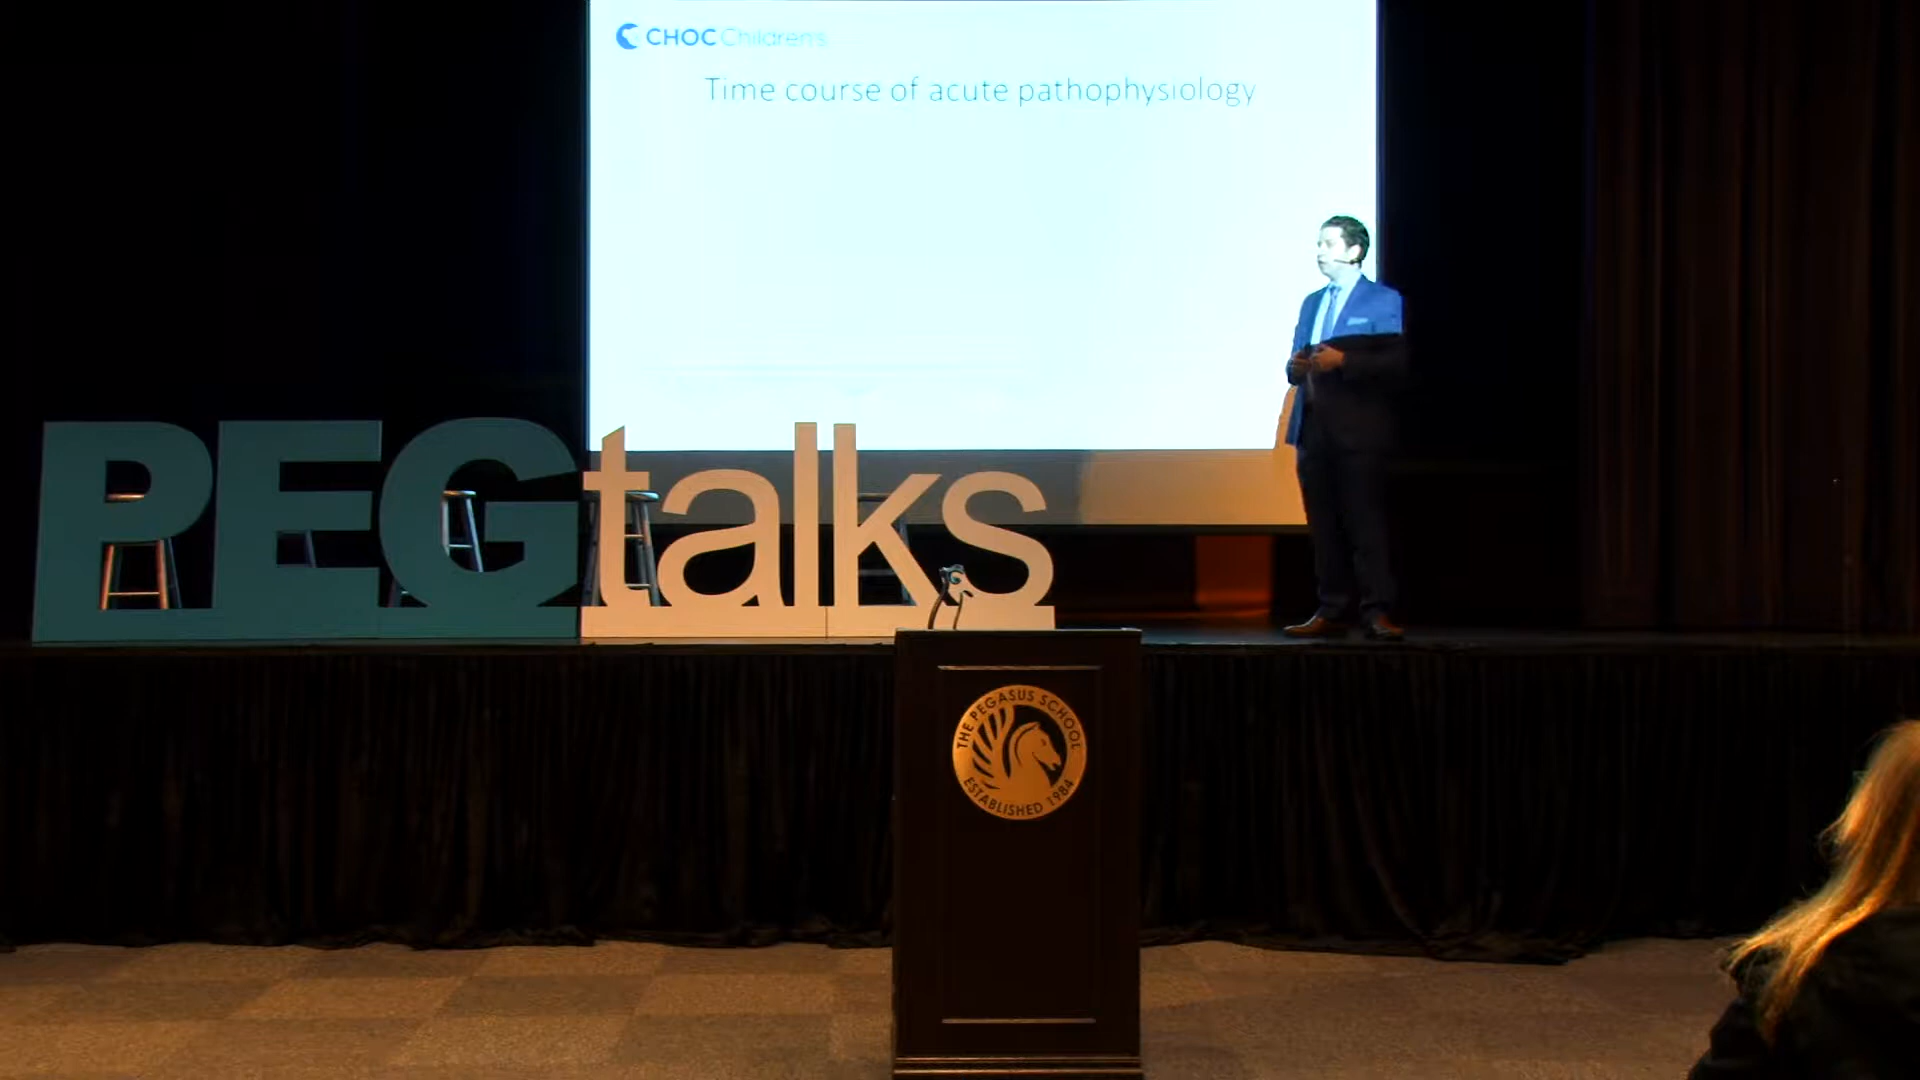 CHOC Children's
Time course of acute pathophysiology
PEGtalks
THE PEGASUS SCHOOL
ESTABLISHED 1984